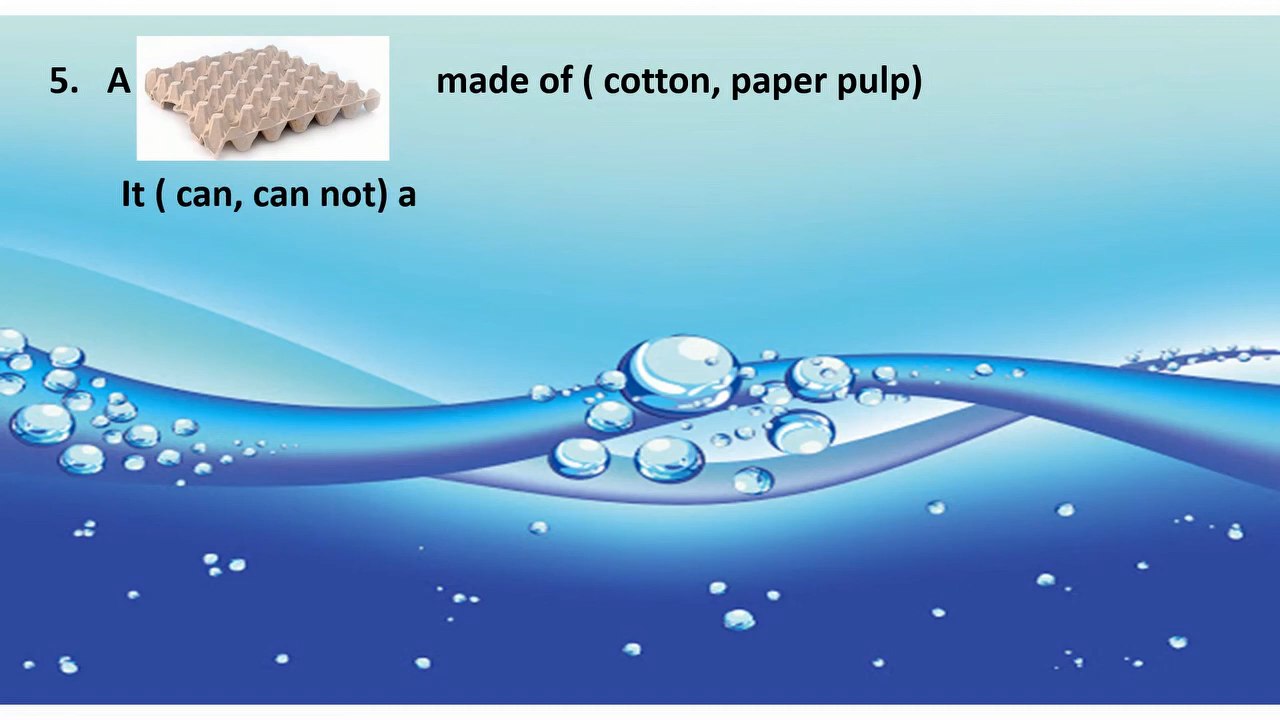 5. A made of ( cotton, paper pulp)
It ( can, can not) a